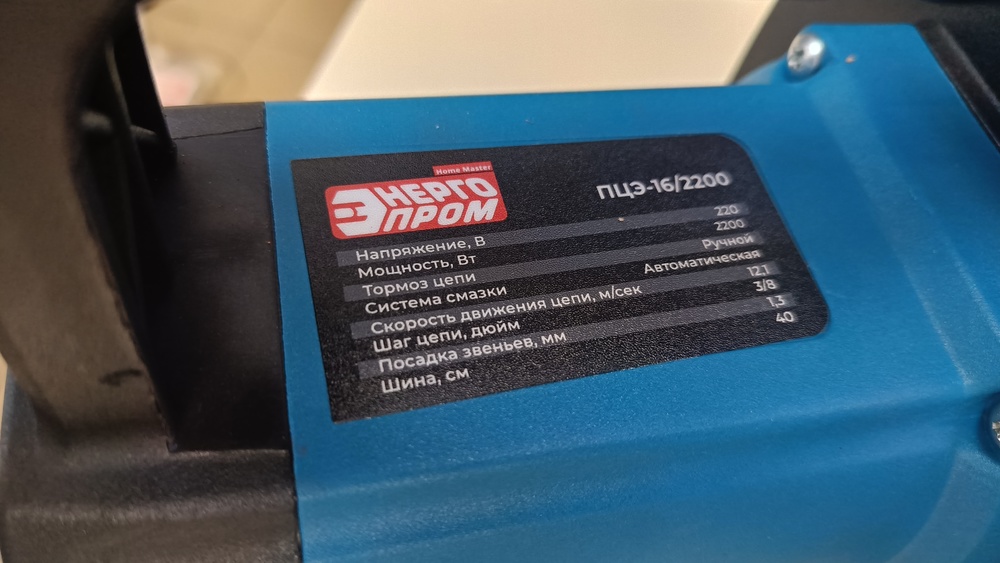 Home Master
ЭНЕРГО
ПРОМ
ПЦЭ-16/2200
Напряжение, В 220
Мощность, Вт 2200
Тормоз цепи Ручной
Система смазки Автоматическая
Скорость движения цепи, м/сек 12.1
Шаг цепи, дюйм 3/8
Посадка звеньев, мм 1,3
Шина, см 40